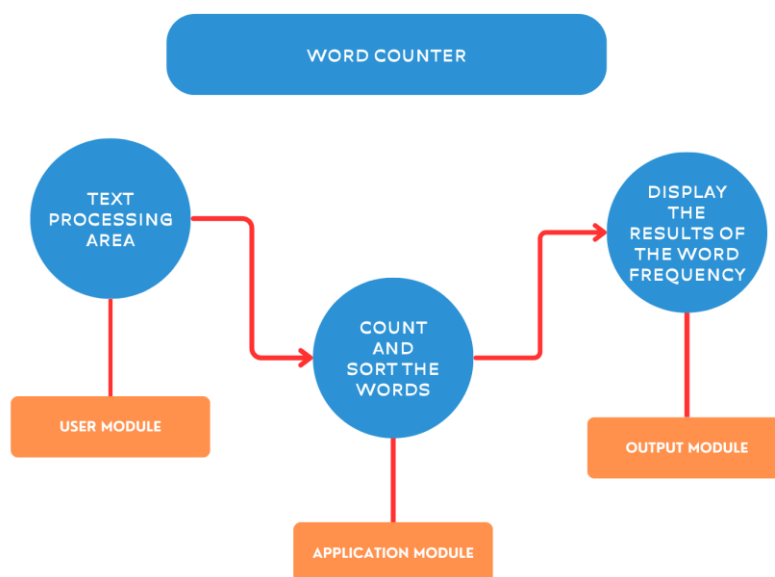 WORD COUNTER
TEXT
PROCESSING
AREA
USER MODULE
COUNT
AND
SORT THE
WORDS
APPLICATION MODULE
DISPLAY
THE
RESULTS OF
THE WORD
FREQUENCY
OUTPUT MODULE